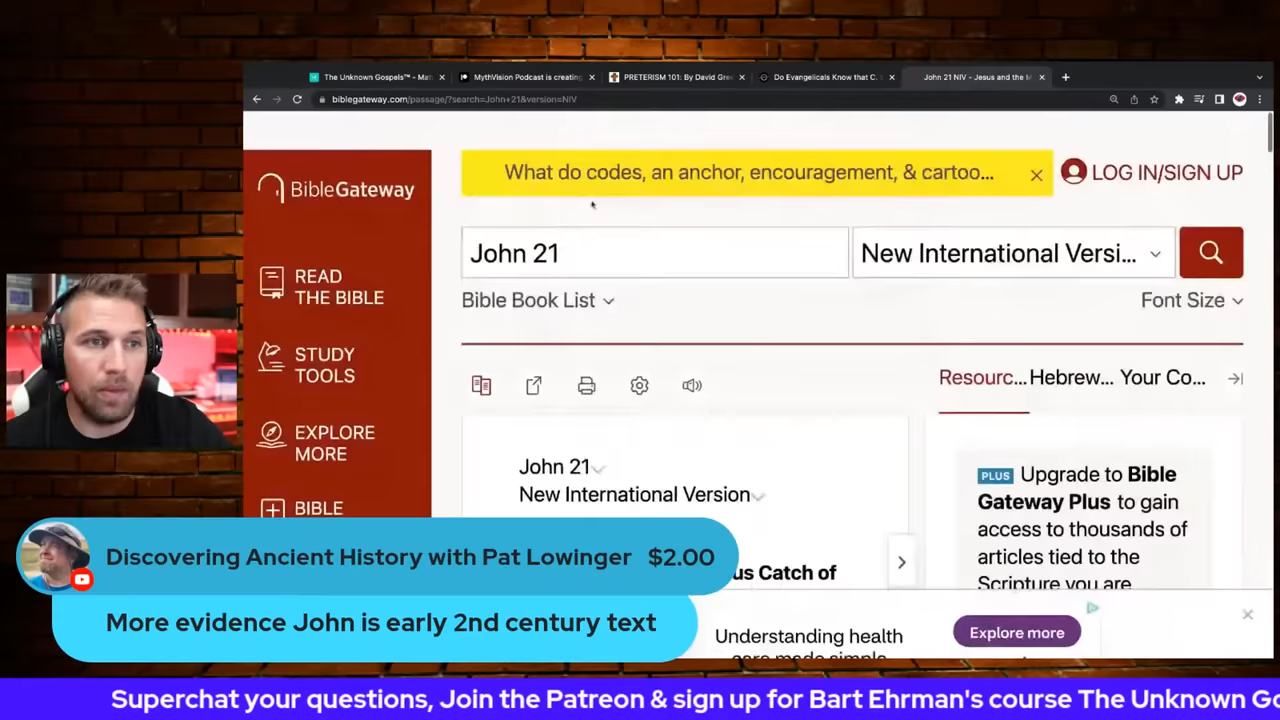 The Unknown Gospels™ - Mar
MythVision Podcast is creating
PRETERISM 101: By David Gre
Do Evangelicals Know that C.
John 21 NIV - Jesus and the M
biblegateway.com/passage/?search=John+21&version=NIV
What do codes, an anchor, encouragement, & cartoo...
LOG IN/SIGN UP
BibleGateway
John 21
New International Versi...
Bible Book List
Font Size
READ
THE BIBLE
STUDY
TOOLS
EXPLORE
MORE
BIBLE
Resourc... Hebrew... Your Co...
John 21
New International Version
us Catch of
PLUS Upgrade to Bible
Gateway Plus to gain
access to thousands of
articles tied to the
Scripture you are
Discovering Ancient History with Pat Lowinger $2.00
More evidence John is early 2nd century text
Understanding health
care made simple
Explore more
Superchat your questions, Join the Patreon & sign up for Bart Ehrman's course The Unknown Go